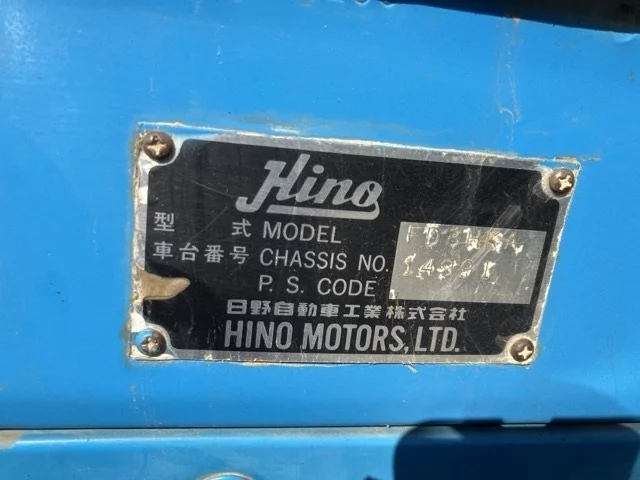 Hino
型 式 MODEL
車台番号 CHASSIS NO.
P. S. CODE
日野自動車工業株式会社
HINO MOTORS, LTD.